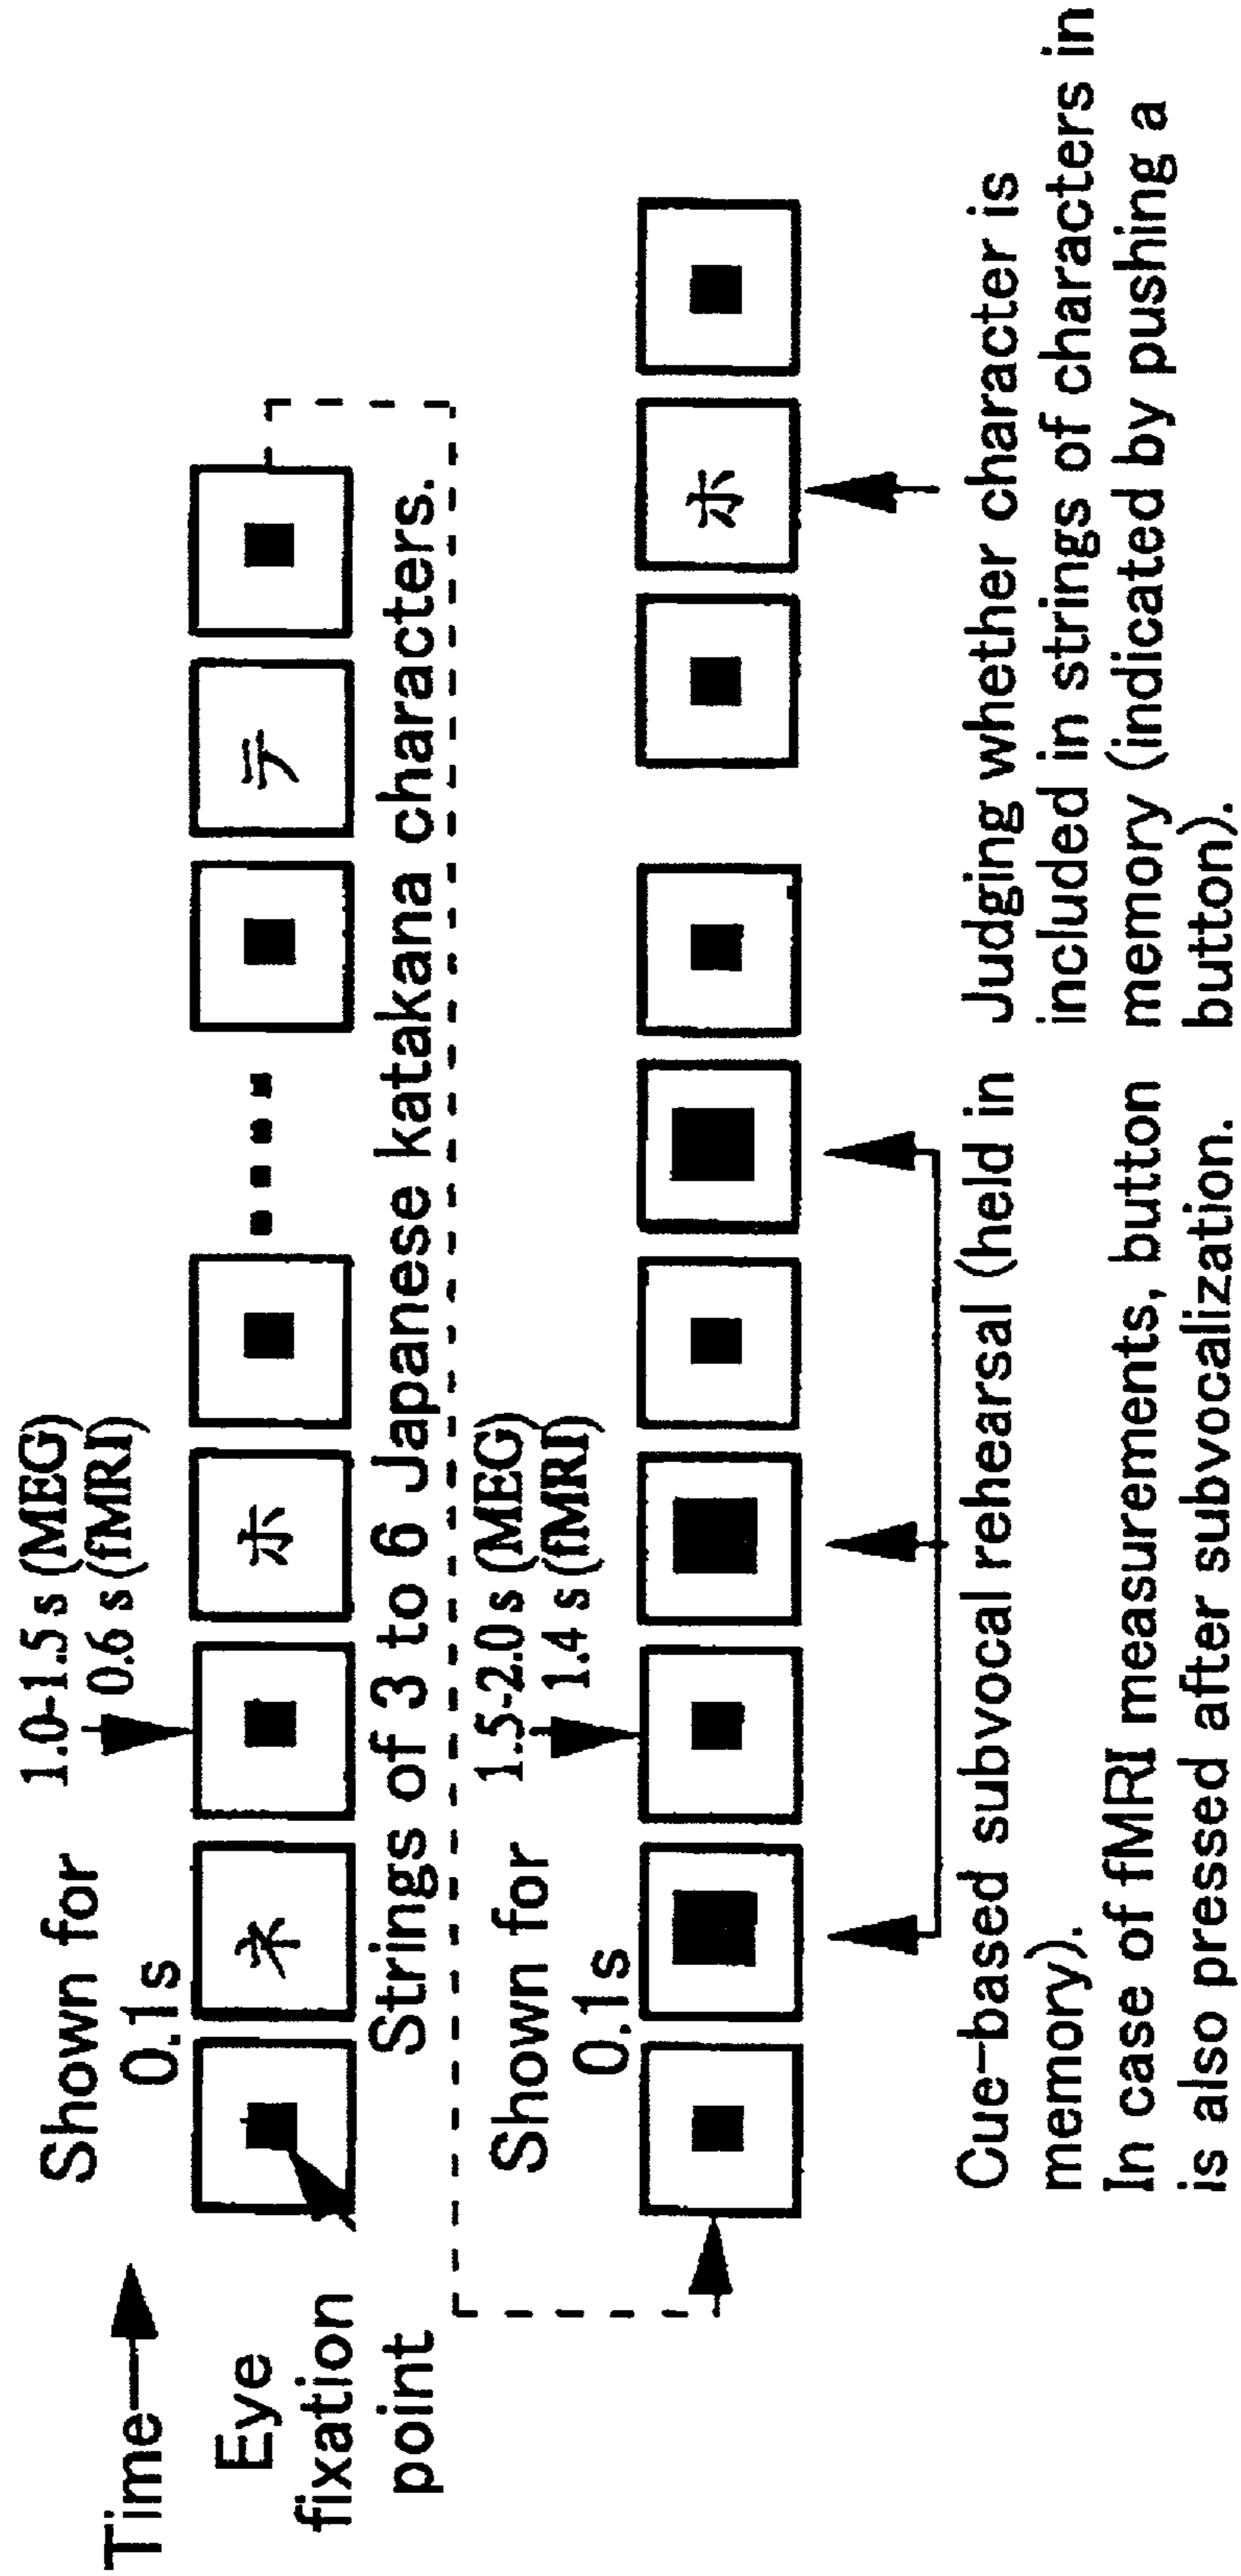 Time
Shown for
0.1s
1.0-1.5 s (MEG)
0.6 s (fMRI)
Eye
fixation
point
ネ
ホ
テ
Strings of 3 to 6 Japanese katakana characters.
Shown for
0.1s
1.5-2.0 s (MEG)
1.4 s (fMRI)
ホ
Cue-based subvocal rehearsal (held in
memory).
In case of fMRI measurements, button
is also pressed after subvocalization.
Judging whether character is
included in strings of characters in
memory (indicated by pushing a
button).